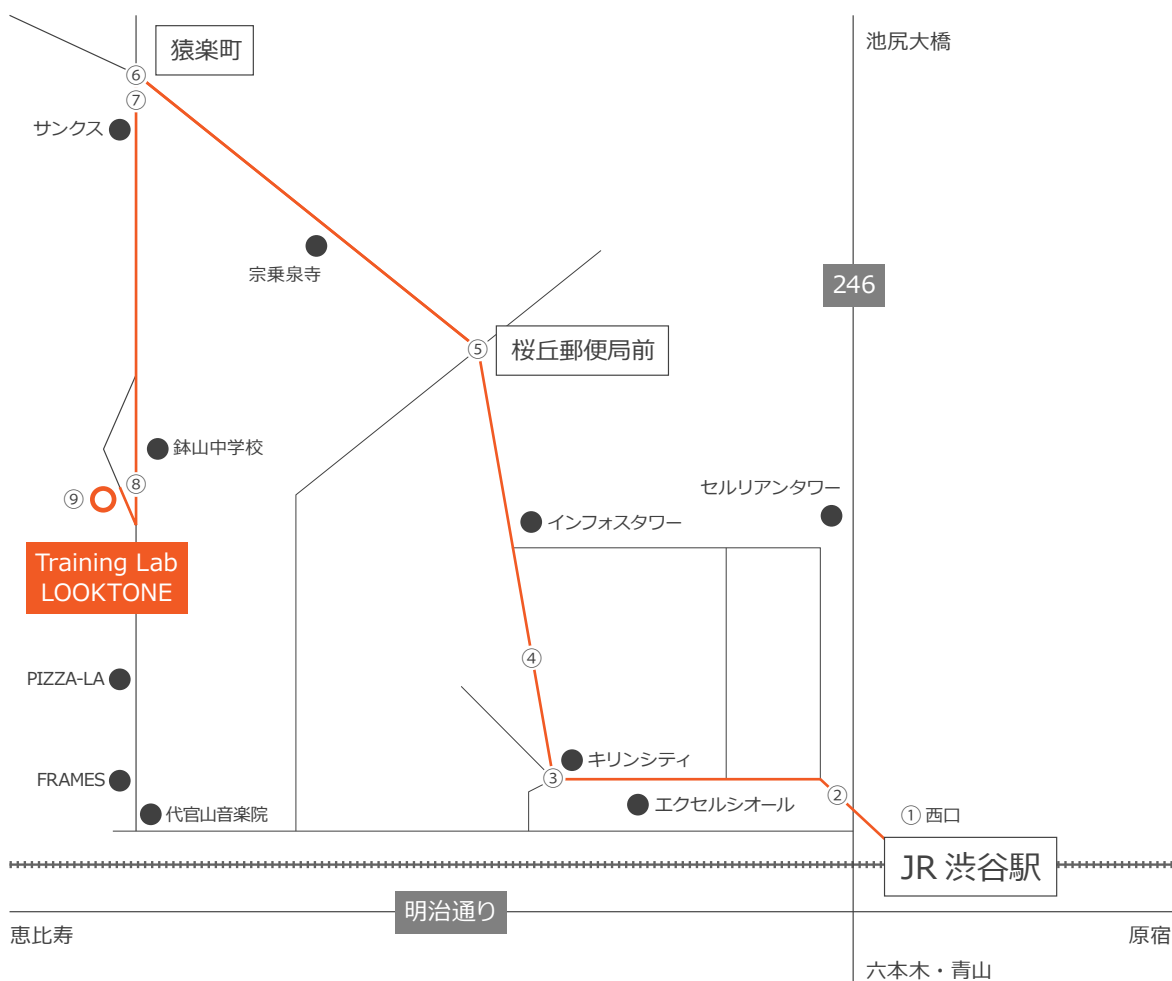 池尻大橋
猿楽町
⑥
⑦
サンクス
宗乗泉寺
246
⑤
桜丘郵便局前
鉢山中学校
⑧
⑨
セルリアンタワー
インフォスタワー
Training Lab
LOOKTONE
④
PIZZA-LA
キリンシティ
③
FRAMES
②
エクセルシオール
代官山音楽院
① 西口
JR 渋谷駅
明治通り
恵比寿
原宿
六本木・青山